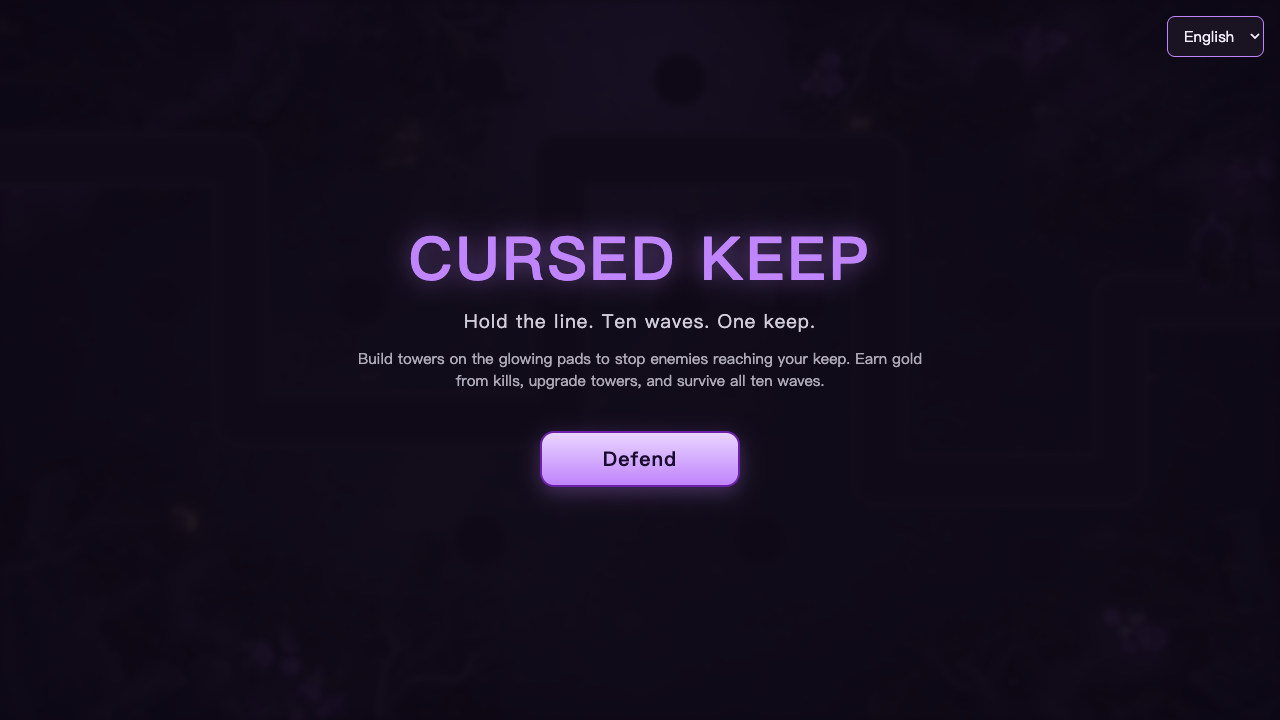 English
CURSED KEEP
Hold the line. Ten waves. One keep.
Build towers on the glowing pads to stop enemies reaching your keep. Earn gold
from kills, upgrade towers, and survive all ten waves.
Defend